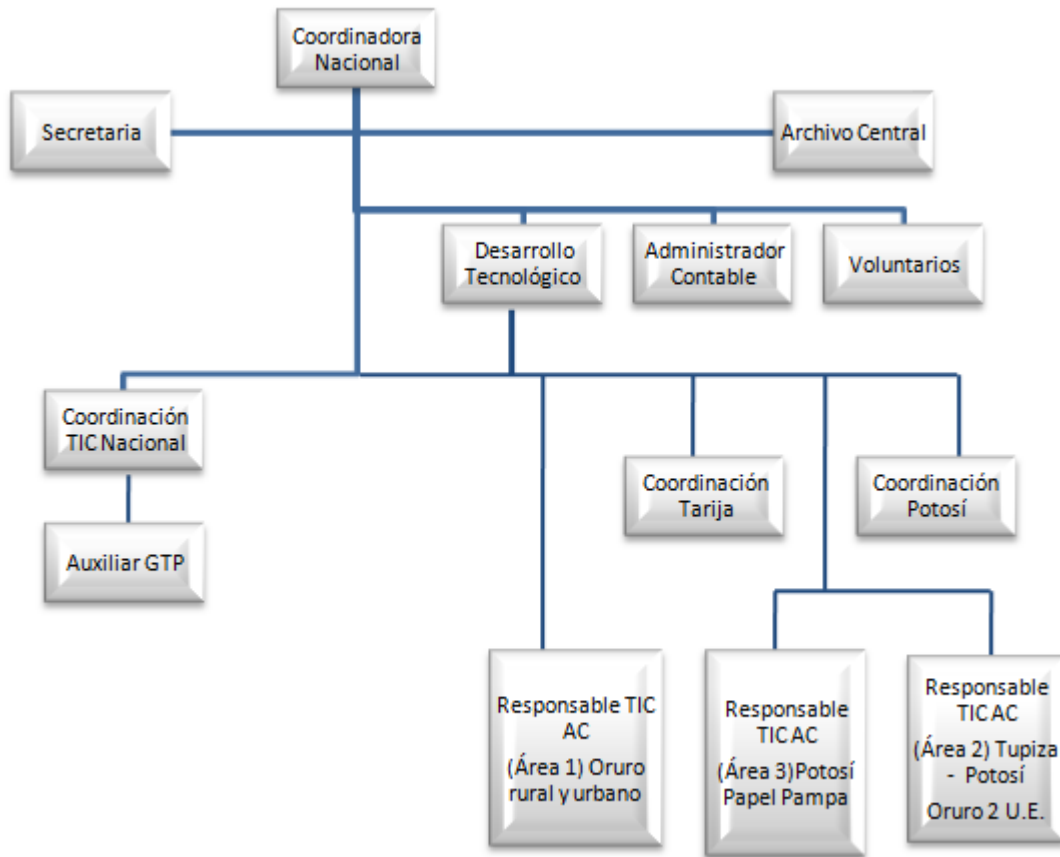 Coordinadora
Nacional
Secretaria
Archivo Central
Desarrollo
Tecnológico
Administrador
Contable
Voluntarios
Coordinación
TIC Nacional
Auxiliar GTP
Coordinación
Tarija
Coordinación
Potosí
Responsable TIC
AC
(Área 1) Oruro
rural y urbano
Responsable
TIC AC
(Área 3)Potosí
Papel Pampa
Responsable
TIC AC
(Área 2) Tupiza
- Potosí
Oruro 2 U.E.